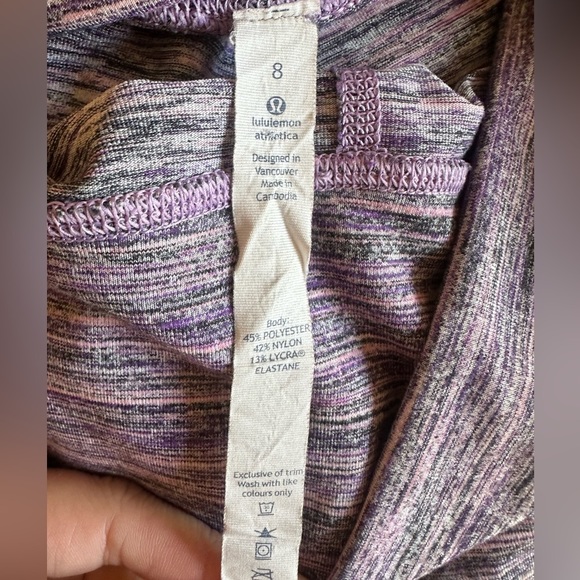 8
lululemon
athletica
Designed in
Vancouver
Made in
Cambodia
Body:
45% POLYESTER
42% NYLON
13% LYCRA®
ELASTANE
Exclusive of trim
Wash with like
colours only